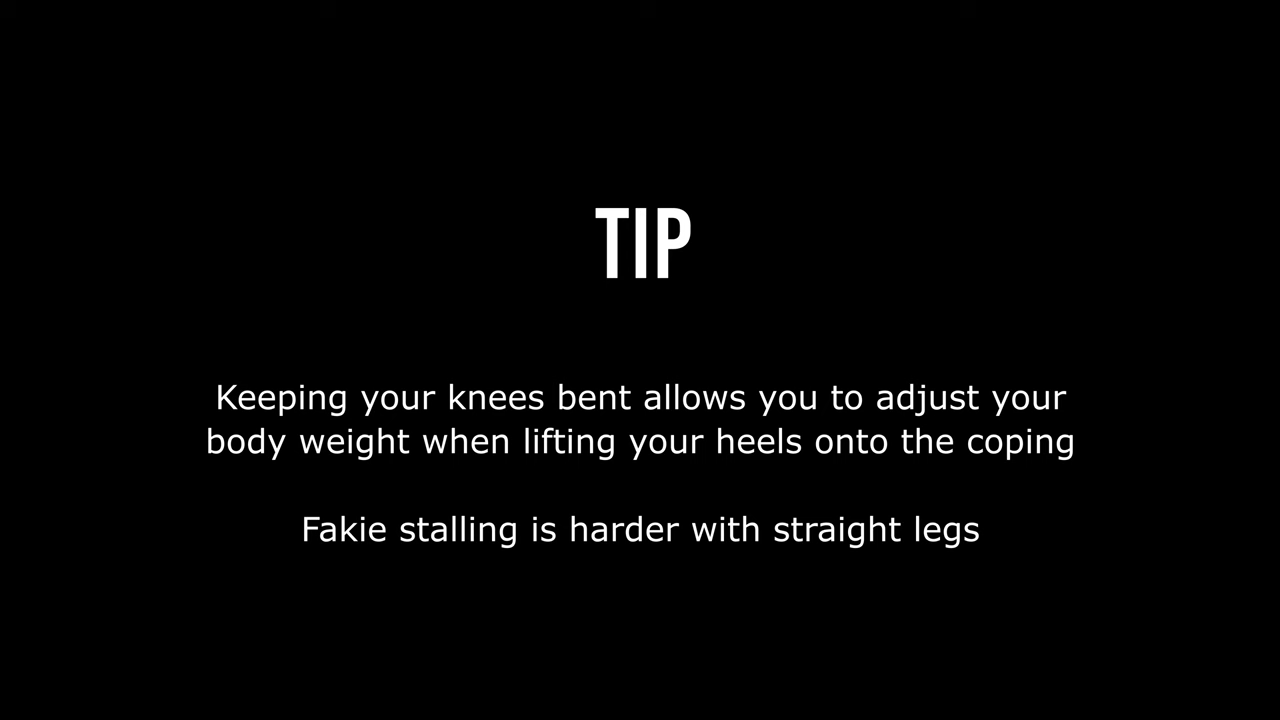 TIP
Keeping your knees bent allows you to adjust your
body weight when lifting your heels onto the coping
Fakie stalling is harder with straight legs